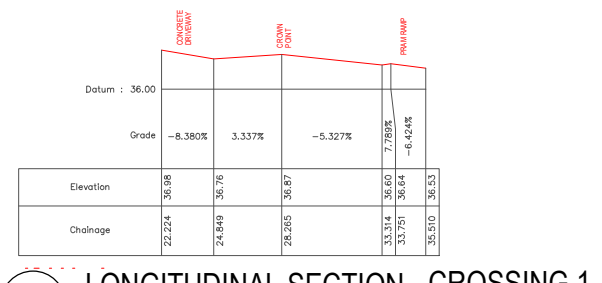 CONCRETE
DRIVEWAY
CROWN
POINT
PRAM RAMP
Datum : 36.00
Grade -8.380% 3.337% -5.327% 7.789% -6.424%
Elevation 36.98 36.76 36.87 36.60 36.64 36.53
Chainage 22.224 24.849 28.265 33.314 33.751 35.510
LONGITUDINAL SECTION - CROSSING 1